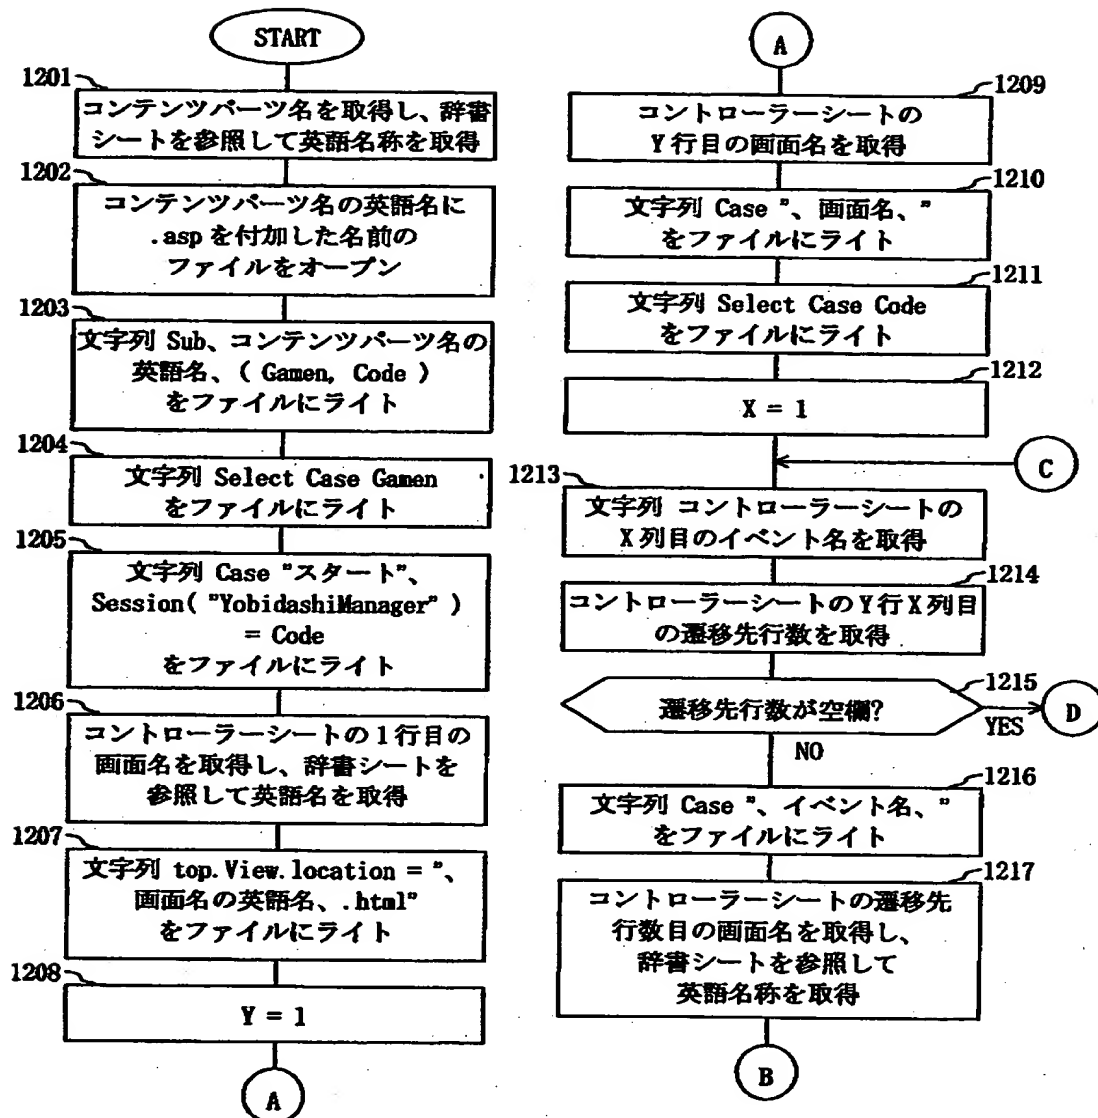 START
1201
コンテンツパーツ名を取得し、辞書
シートを参照して英語名称を取得
1202
コンテンツパーツ名の英語名に
.aspを付加した名前の
ファイルをオープン
1203
文字列 Sub、コンテンツパーツ名の
英語名、( Gamen, Code )
をファイルにライト
1204
文字列 Select Case Gamen
をファイルにライト
1205
文字列 Case "スタート"、
Session( "YobidashiManager" )
= Code
をファイルにライト
1206
コントローラーシートの1行目の
画面名を取得し、辞書シートを
参照して英語名を取得
1207
文字列 top.View.location = "、
画面名の英語名、.html"
をファイルにライト
1208
Y = 1
A
A
1209
コントローラーシートの
Y行目の画面名を取得
1210
文字列 Case "、画面名、"
をファイルにライト
1211
文字列 Select Case Code
をファイルにライト
1212
X = 1
C
1213
文字列 コントローラーシートの
X列目のイベント名を取得
1214
コントローラーシートのY行X列目
の遷移先行数を取得
1215
遷移先行数が空欄?
YES
D
NO
1216
文字列 Case "、イベント名、"
をファイルにライト
1217
コントローラーシートの遷移先
行数目の画面名を取得し、
辞書シートを参照して
英語名称を取得
B